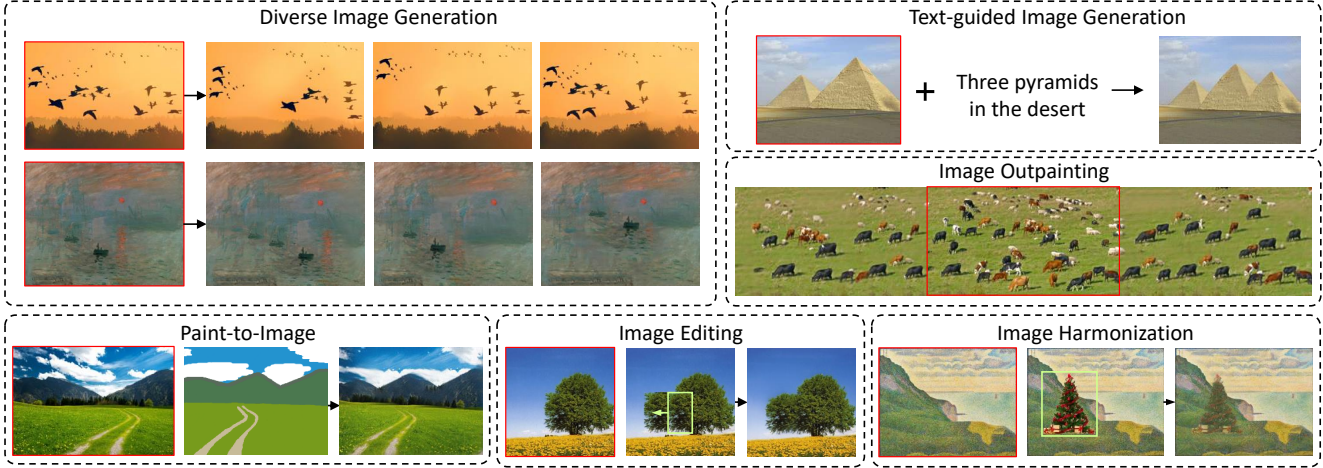 Diverse Image Generation
Text-guided Image Generation
+
Three pyramids
in the desert
Image Outpainting
Paint-to-Image
Image Editing
Image Harmonization